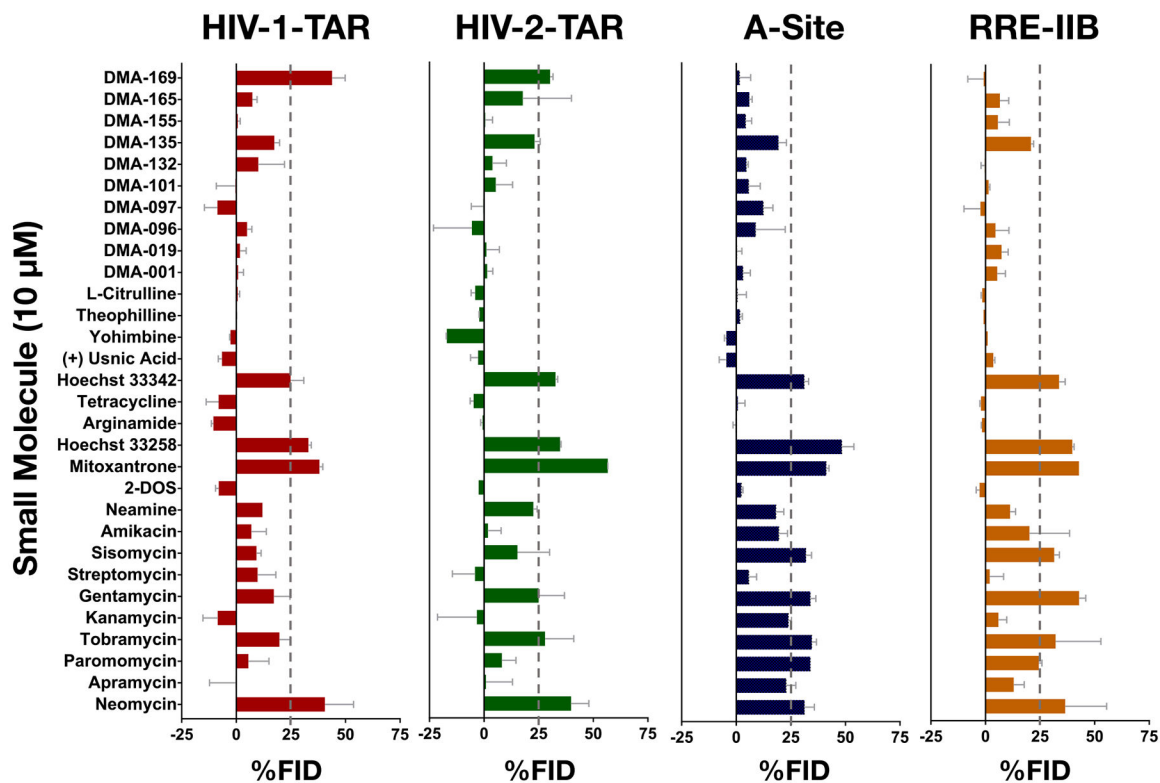 HIV-1-TAR HIV-2-TAR A-Site RRE-IIB
Small Molecule (10 µM)
DMA-169
DMA-165
DMA-155
DMA-135
DMA-132
DMA-101
DMA-097
DMA-096
DMA-019
DMA-001
L-Citrulline
Theophilline
Yohimbine
(+) Usnic Acid
Hoechst 33342
Tetracycline
Arginamide
Hoechst 33258
Mitoxantrone
2-DOS
Neamine
Amikacin
Sisomycin
Streptomycin
Gentamycin
Kanamycin
Tobramycin
Paromomycin
Apramycin
Neomycin
-25 0 25 50 75 -25 0 25 50 75 -25 0 25 50 75 -25 0 25 50 75
%FID %FID %FID %FID